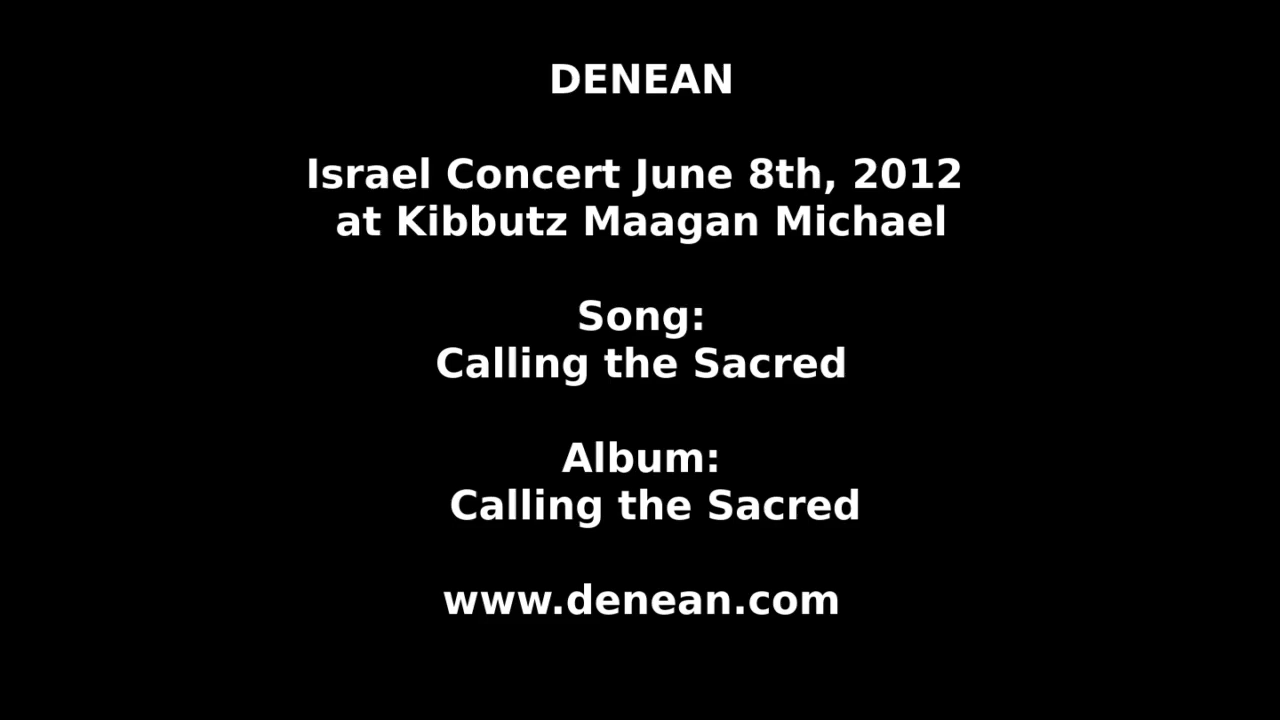 DENEAN
Israel Concert June 8th, 2012
at Kibbutz Maagan Michael
Song:
Calling the Sacred
Album:
Calling the Sacred
www.denean.com